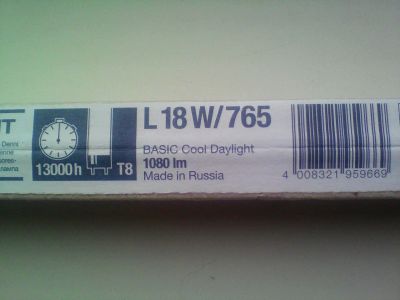 L 18 W/765
BASIC Cool Daylight
1080 lm
Made in Russia
13000 h
T8
4 008321 959669